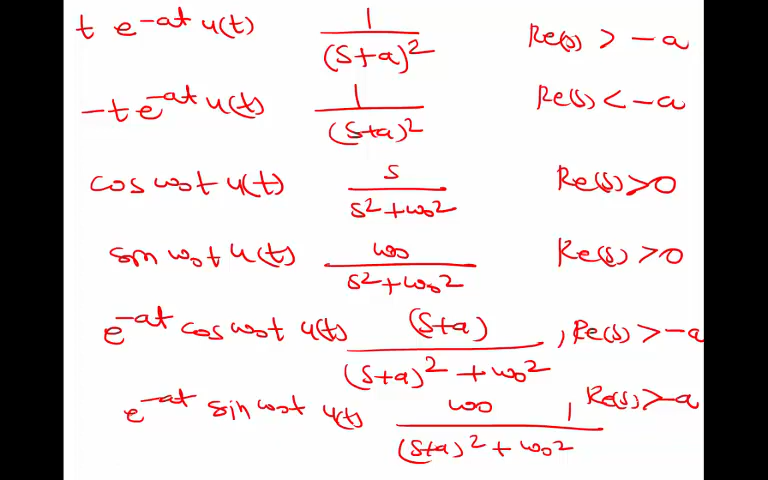 t e^{-at} u(t) 1/(s+a)^2 Re(s) > -a
-t e^{-at} u(t) 1/(s+a)^2 Re(s) < -a
cos ω₀t u(t) s/(s^2+ω₀^2) Re(s) > 0
sin ω₀t u(t) ω₀/(s^2+ω₀^2) Re(s) > 0
e^{-at} cos ω₀t u(t) (s+a)/((s+a)^2 + ω₀^2) , Re(s) > -a
e^{-at} sin ω₀t u(t) ω₀/((s+a)^2 + ω₀^2) , Re(s) > -a